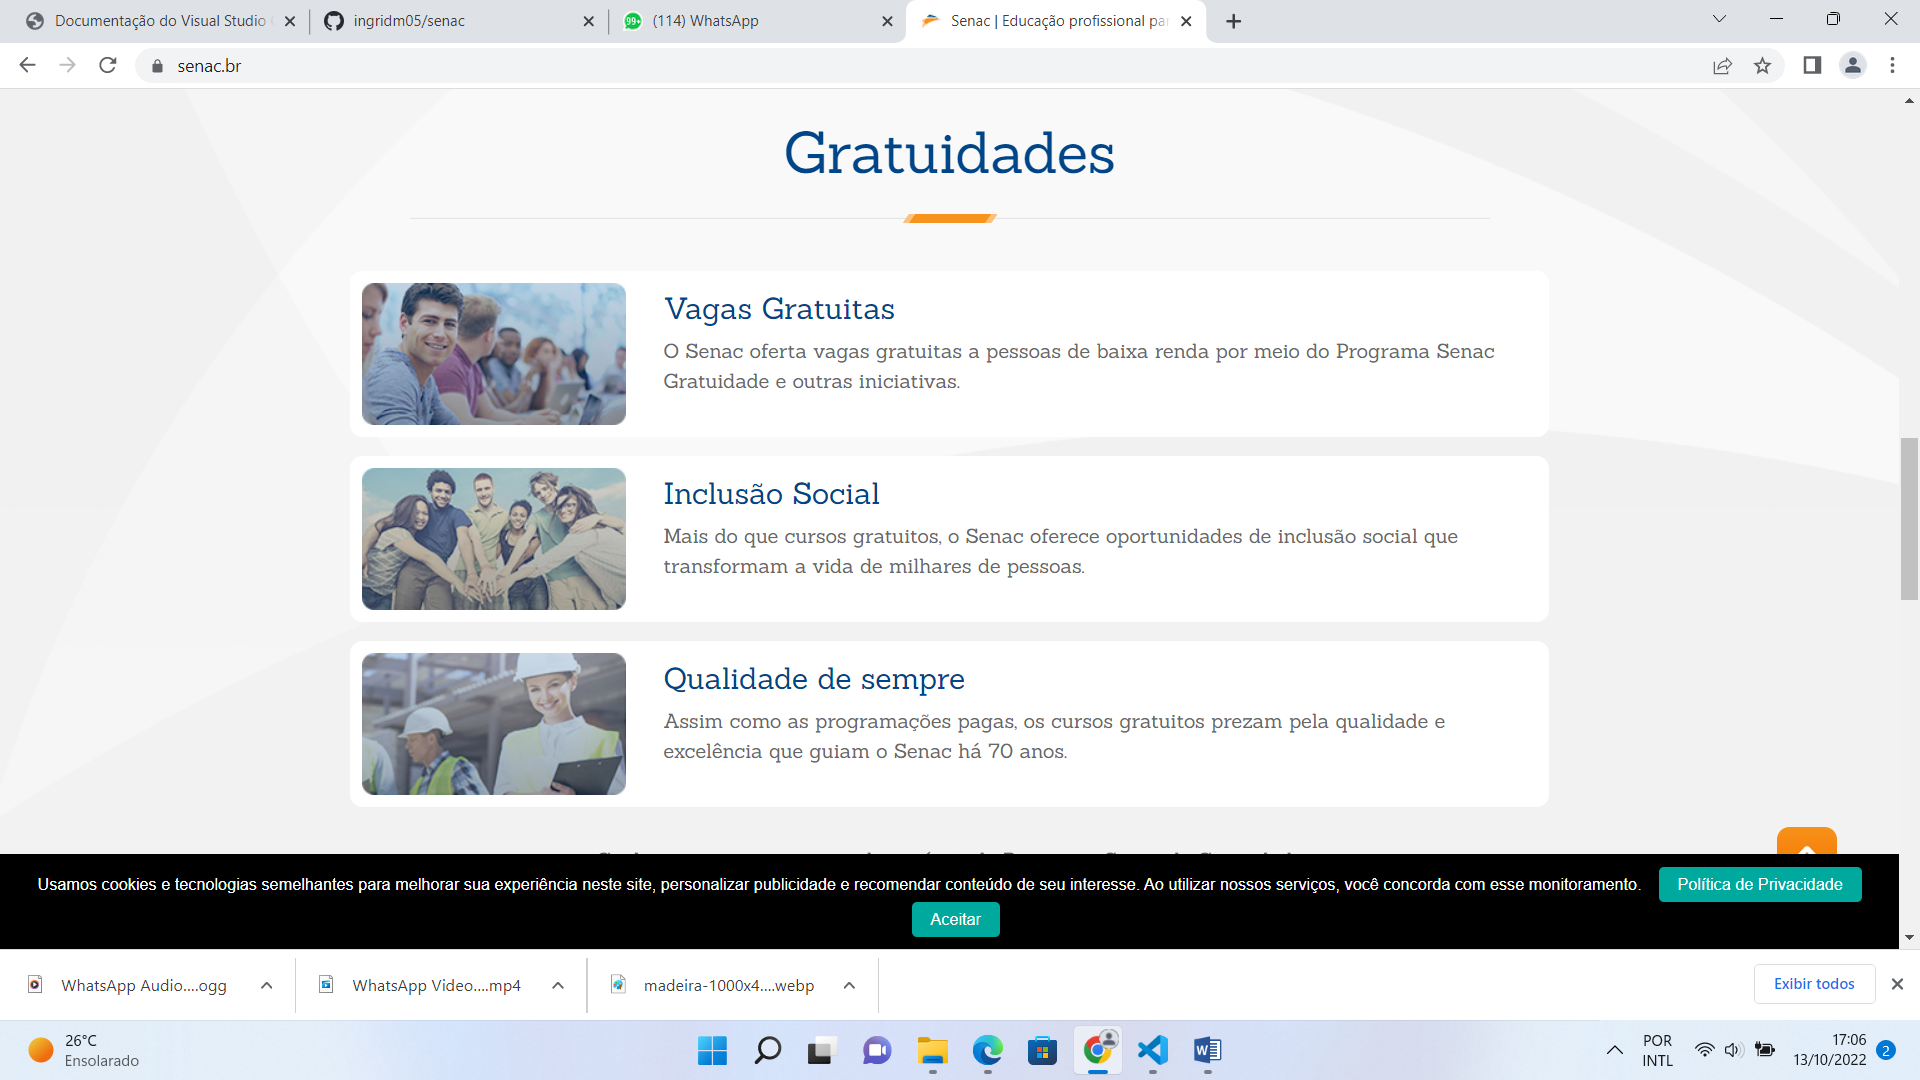 Documentação do Visual Studio
ingridm05/senac
(114) WhatsApp
Senac | Educação profissional par
senac.br
Gratuidades
Vagas Gratuitas
O Senac oferta vagas gratuitas a pessoas de baixa renda por meio do Programa Senac
Gratuidade e outras iniciativas.
Inclusão Social
Mais do que cursos gratuitos, o Senac oferece oportunidades de inclusão social que
transformam a vida de milhares de pessoas.
Qualidade de sempre
Assim como as programações pagas, os cursos gratuitos prezam pela qualidade e
excelência que guiam o Senac há 70 anos.
Usamos cookies e tecnologias semelhantes para melhorar sua experiência neste site, personalizar publicidade e recomendar conteúdo de seu interesse. Ao utilizar nossos serviços, você concorda com esse monitoramento. Política de Privacidade
Aceitar
WhatsApp Audio....ogg
WhatsApp Video....mp4
madeira-1000x4....webp
Exibir todos
26°C
Ensolarado
POR
INTL
17:06
13/10/2022
2